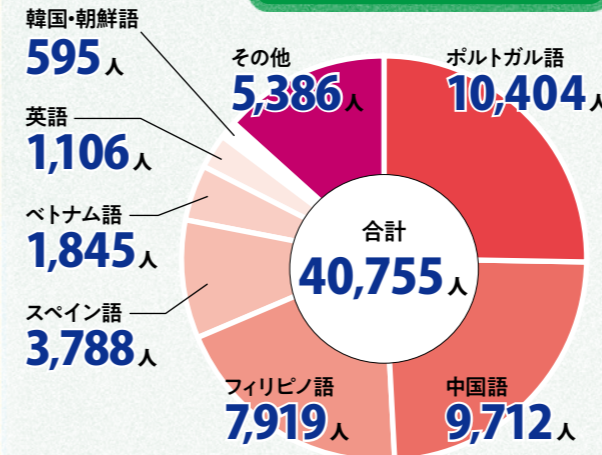 韓国・朝鮮語
595人
英語
1,106人
ベトナム語
1,845人
スペイン語
3,788人
その他
5,386人
ポルトガル語
10,404人
合計
40,755人
フィリピノ語
7,919人
中国語
9,712人